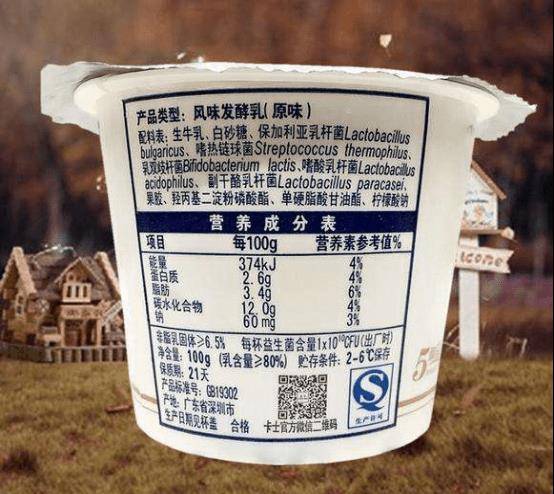 产品类型: 风味发酵乳(原味)
配料表: 生牛乳、白砂糖、保加利亚乳杆菌Lactobacillus
bulgaricus、嗜热链球菌Streptococcus thermophilus、
乳双歧杆菌Bifidobacterium lactis、嗜酸乳杆菌Lactobacillus
acidophilus、副干酪乳杆菌Lactobacillus paracasei、
果胶、羟丙基二淀粉磷酸酯、单硬脂酸甘油酯、柠檬酸钠
营养成分表
项目 每100g 营养素参考值%
能量 374kJ 4%
蛋白质 2.6g 4%
脂肪 3.4g 6%
碳水化合物 12.0g 4%
钠 60mg 3%
非脂乳固体≥6.5% 每杯益生菌含量1x10¹⁰CFU(出厂时)
净含量: 100g (乳含量≥80%) 贮存条件: 2-6℃保存
保质期: 21天
产品标准号: GB19302
产地: 广东省深圳市
生产日期见杯盖 合格 卡士官方微信二维码
生产许可
5
lcome